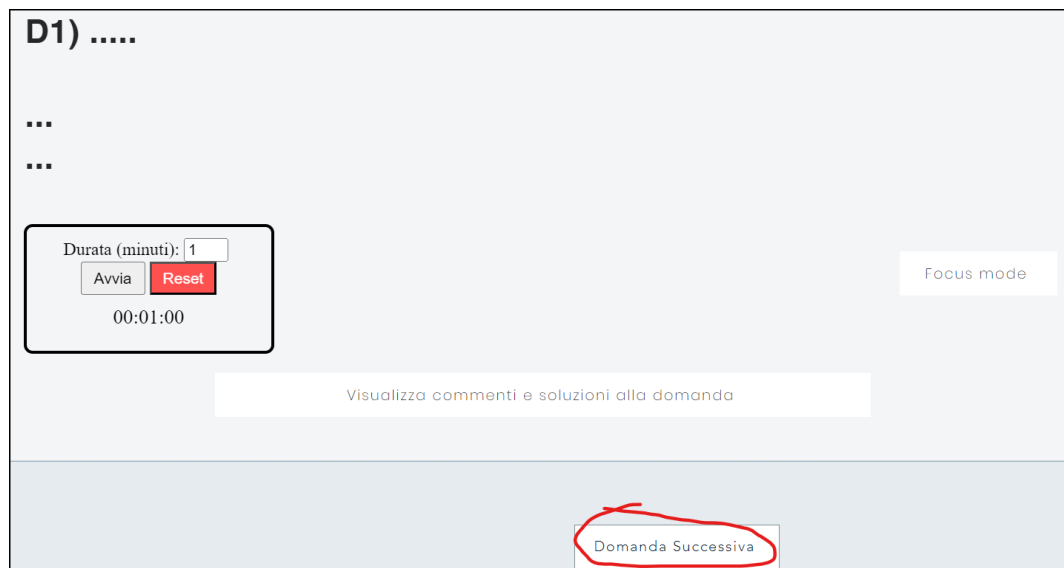 D1) .....
...
...
Durata (minuti): 1
Avvia Reset
00:01:00
Focus mode
Visualizza commenti e soluzioni alla domanda
Domanda Successiva